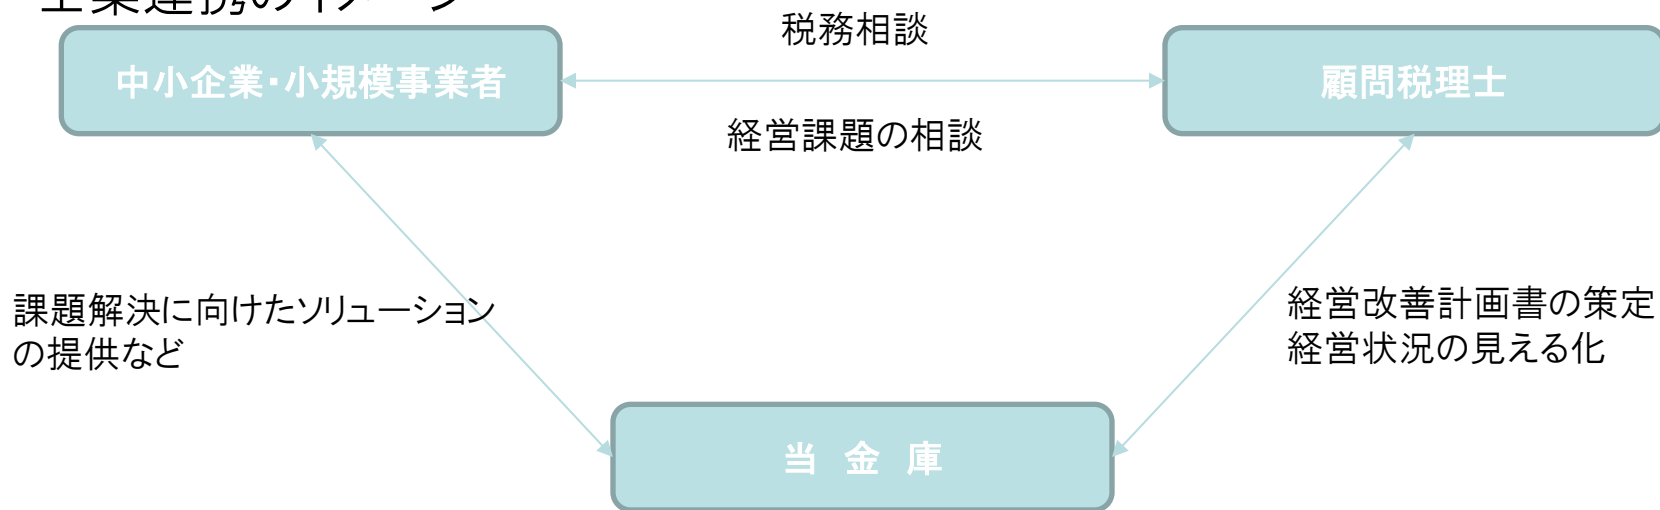 税務相談
中小企業・小規模事業者
顧問税理士
経営課題の相談
課題解決に向けたソリューション
の提供など
経営改善計画書の策定
経営状況の見える化
当 金 庫